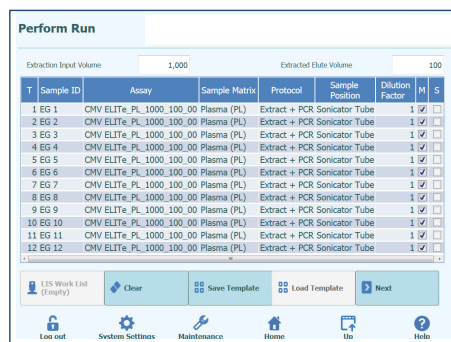 Perform Run
Extraction Input Volume 1,000 Extracted Elute Volume 100
T Sample ID Assay Sample Matrix Protocol Sample Position Dilution Factor M S
1 EG 1 CMV ELITe_PL_1000_100_00 Plasma (PL) Extract + PCR Sonicator Tube 1
2 EG 2 CMV ELITe_PL_1000_100_00 Plasma (PL) Extract + PCR Sonicator Tube 1
3 EG 3 CMV ELITe_PL_1000_100_00 Plasma (PL) Extract + PCR Sonicator Tube 1
4 EG 4 CMV ELITe_PL_1000_100_00 Plasma (PL) Extract + PCR Sonicator Tube 1
5 EG 5 CMV ELITe_PL_1000_100_00 Plasma (PL) Extract + PCR Sonicator Tube 1
6 EG 6 CMV ELITe_PL_1000_100_00 Plasma (PL) Extract + PCR Sonicator Tube 1
7 EG 7 CMV ELITe_PL_1000_100_00 Plasma (PL) Extract + PCR Sonicator Tube 1
8 EG 8 CMV ELITe_PL_1000_100_00 Plasma (PL) Extract + PCR Sonicator Tube 1
9 EG 9 CMV ELITe_PL_1000_100_00 Plasma (PL) Extract + PCR Sonicator Tube 1
10 EG 10 CMV ELITe_PL_1000_100_00 Plasma (PL) Extract + PCR Sonicator Tube 1
11 EG 11 CMV ELITe_PL_1000_100_00 Plasma (PL) Extract + PCR Sonicator Tube 1
12 EG 12 CMV ELITe_PL_1000_100_00 Plasma (PL) Extract + PCR Sonicator Tube 1
LIS Work List (Empty) Clear Save Template Load Template Next
Log out System Settings Maintenance Home Up Help